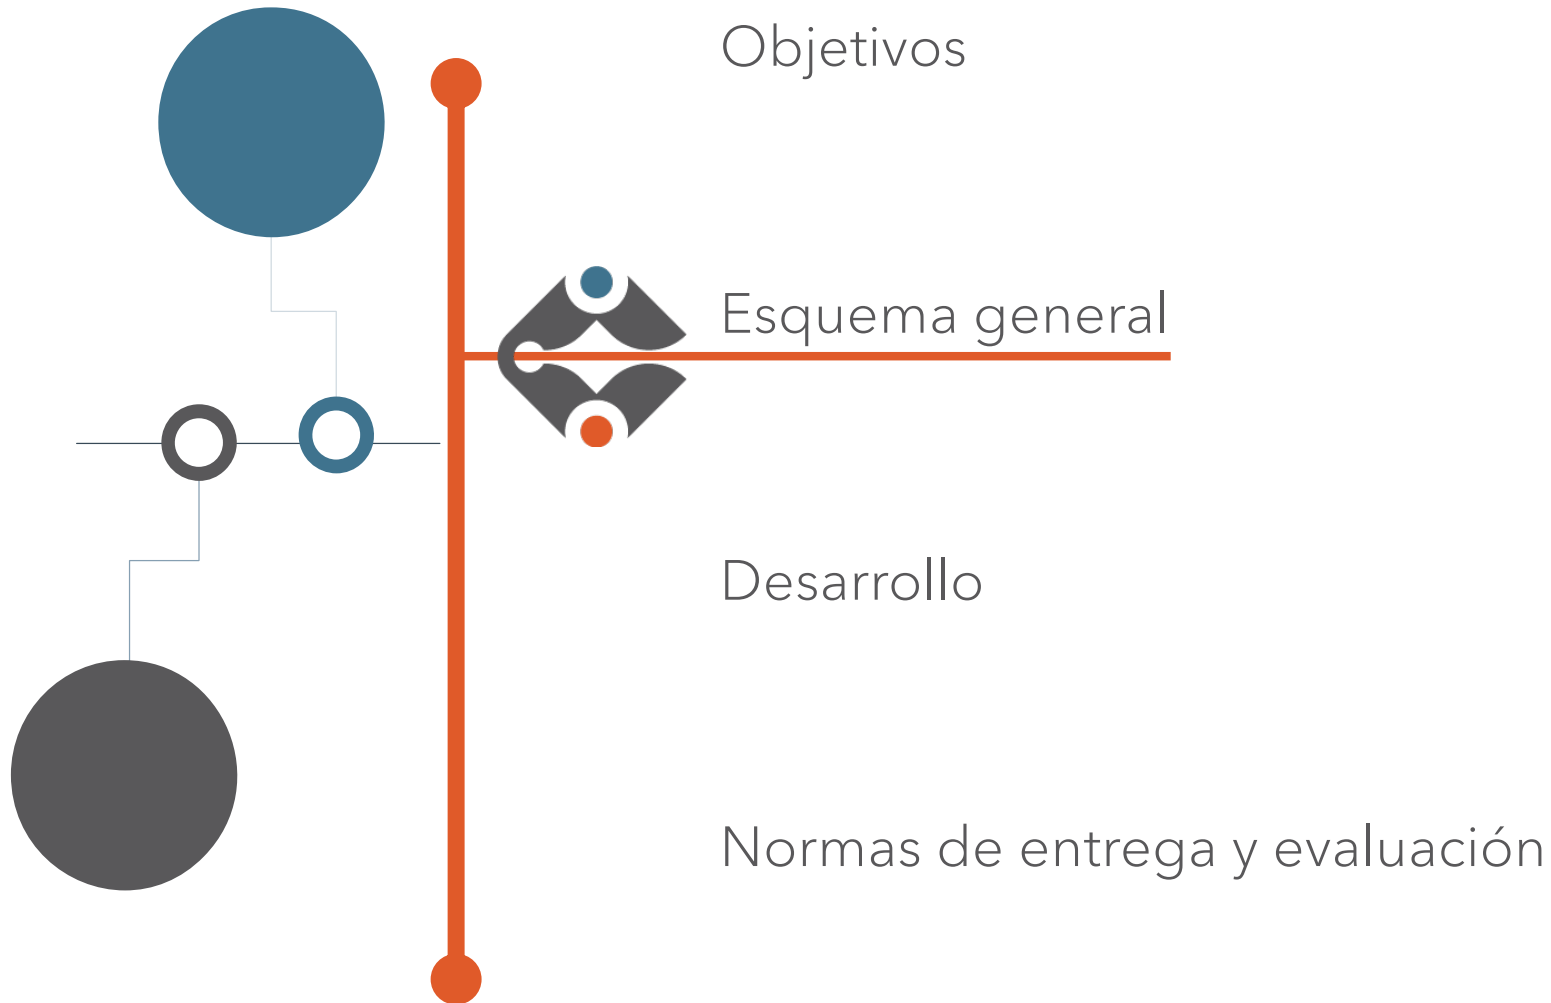 Objetivos
Esquema general
Desarrollo
Normas de entrega y evaluación